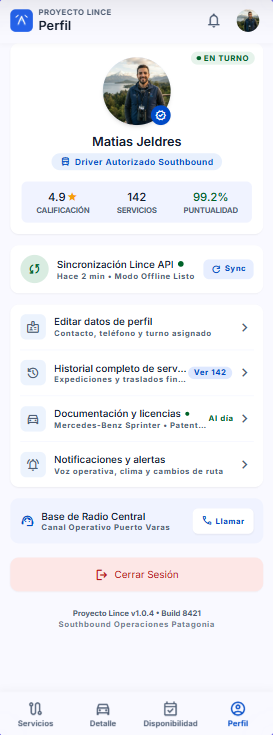 PROYECTO LINCE
Perfil
EN TURNO
Matias Jeldres
Driver Autorizado Southbound
4.9 ★ 142 99.2%
CALIFICACIÓN SERVICIOS PUNTUALIDAD
Sincronización Lince API
Hace 2 min • Modo Offline Listo
Sync
Editar datos de perfil
Contacto, teléfono y turno asignado
Historial completo de serv...
Expediciones y traslados fin...
Ver 142
Documentación y licencias
Mercedes-Benz Sprinter • Patent...
Al día
Notificaciones y alertas
Voz operativa, clima y cambios de ruta
Base de Radio Central
Canal Operativo Puerto Varas
Llamar
Cerrar Sesión
Proyecto Lince v1.0.4 • Build 8421
Southbound Operaciones Patagonia
Servicios Detalle Disponibilidad Perfil